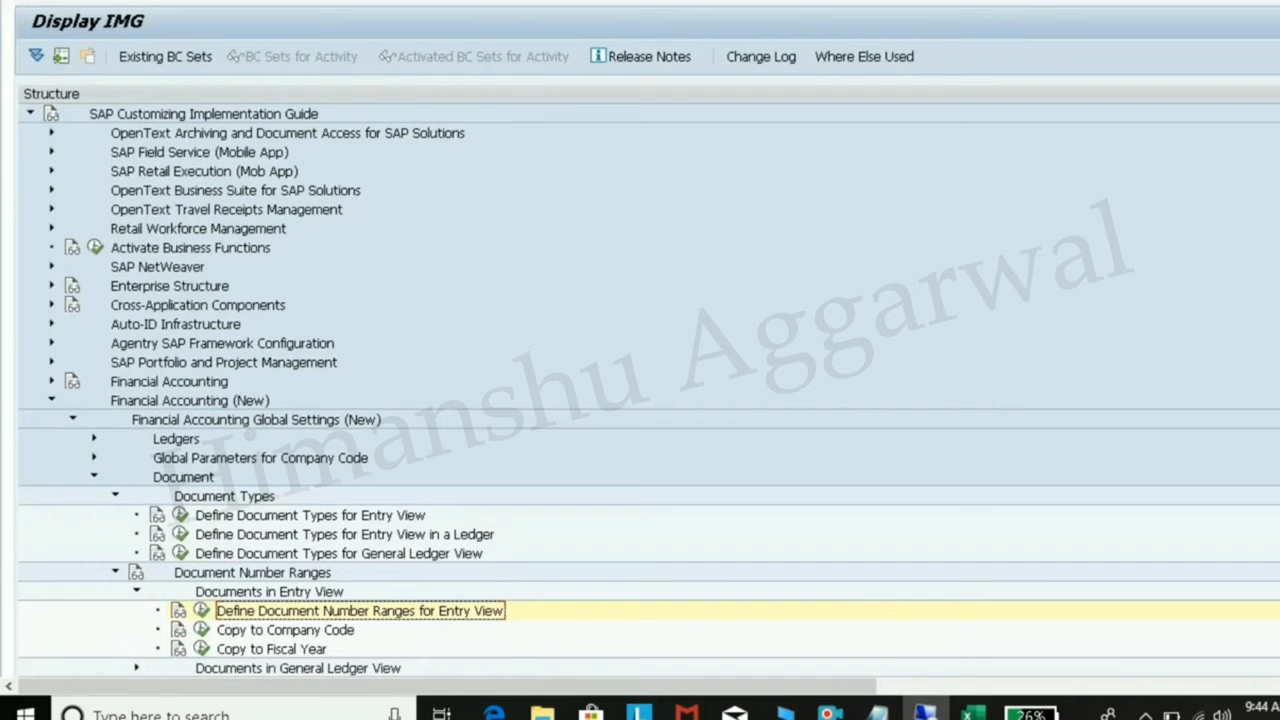 Display IMG
Existing BC Sets BC Sets for Activity Activated BC Sets for Activity Release Notes Change Log Where Else Used
Structure
SAP Customizing Implementation Guide
OpenText Archiving and Document Access for SAP Solutions
SAP Field Service (Mobile App)
SAP Retail Execution (Mob App)
OpenText Business Suite for SAP Solutions
OpenText Travel Receipts Management
Retail Workforce Management
Activate Business Functions
SAP NetWeaver
Enterprise Structure
Cross-Application Components
Auto-ID Infrastructure
Agentry SAP Framework Configuration
SAP Portfolio and Project Management
Financial Accounting
Financial Accounting (New)
Financial Accounting Global Settings (New)
Ledgers
Global Parameters for Company Code
Document
Document Types
Define Document Types for Entry View
Define Document Types for Entry View in a Ledger
Define Document Types for General Ledger View
Document Number Ranges
Documents in Entry View
Define Document Number Ranges for Entry View
Copy to Company Code
Copy to Fiscal Year
Documents in General Ledger View
Himanshu Aggarwal
Type here to search
26%
9:44 A